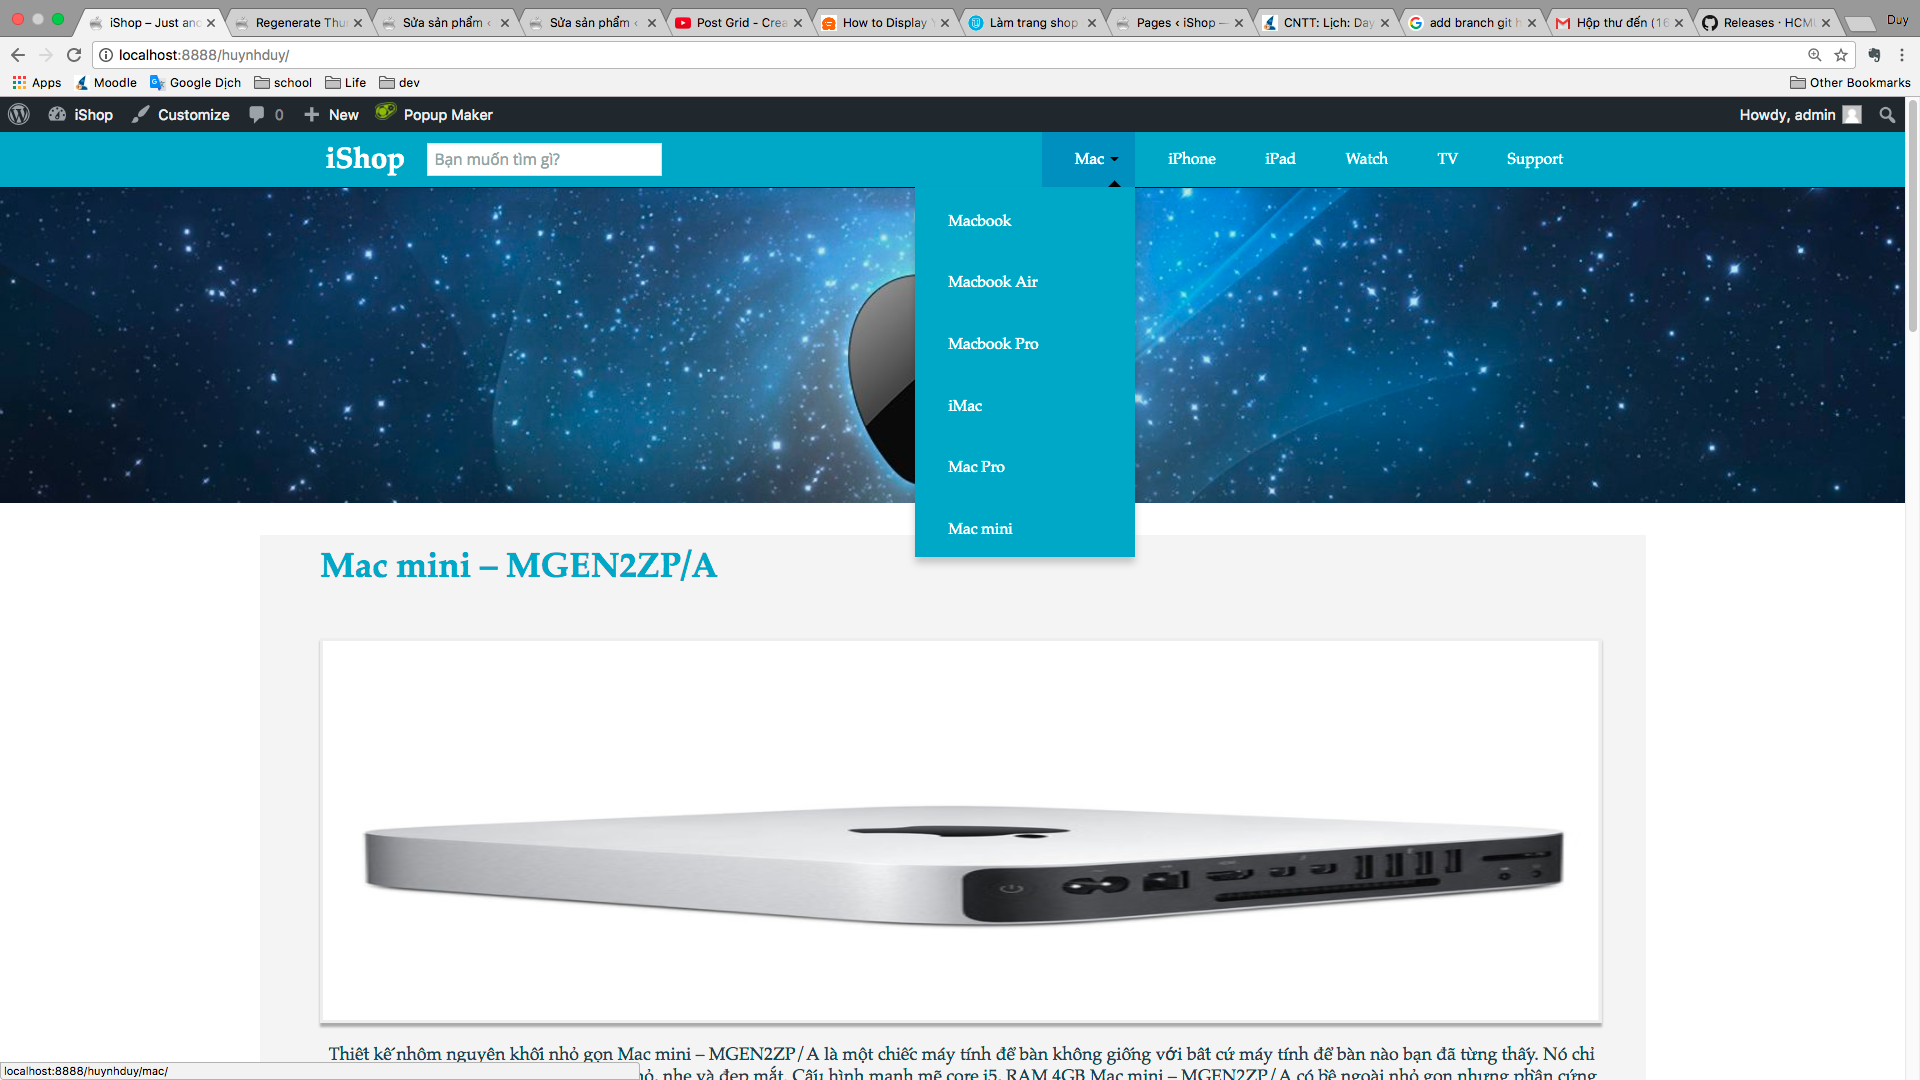 iShop – Just ano
Regenerate Thu
Sửa sản phẩm ‹
Sửa sản phẩm ‹
Post Grid - Crea
How to Display Y
Làm trang shop
Pages ‹ iShop —
CNTT: Lịch: Day
add branch git h
Hộp thư đến (16
Releases · HCMU
Duy
localhost:8888/huynhduy/
Apps
Moodle
Google Dịch
school
Life
dev
Other Bookmarks
iShop
Customize
0
New
Popup Maker
Howdy, admin
iShop
Bạn muốn tìm gì?
Mac
iPhone
iPad
Watch
TV
Support
Macbook
Macbook Air
Macbook Pro
iMac
Mac Pro
Mac mini
Mac mini – MGEN2ZP/A
Thiết kế nhôm nguyên khối nhỏ gọn Mac mini – MGEN2ZP/A là một chiếc máy tính để bàn không giống với bất cứ máy tính để bàn nào bạn đã từng thấy. Nó chỉ
nhẹ và đẹp mắt. Cấu hình mạnh mẽ core i5, RAM 4GB Mac mini – MGEN2ZP/A có bề ngoài nhỏ gọn nhưng phần cứng
localhost:8888/huynhduy/mac/